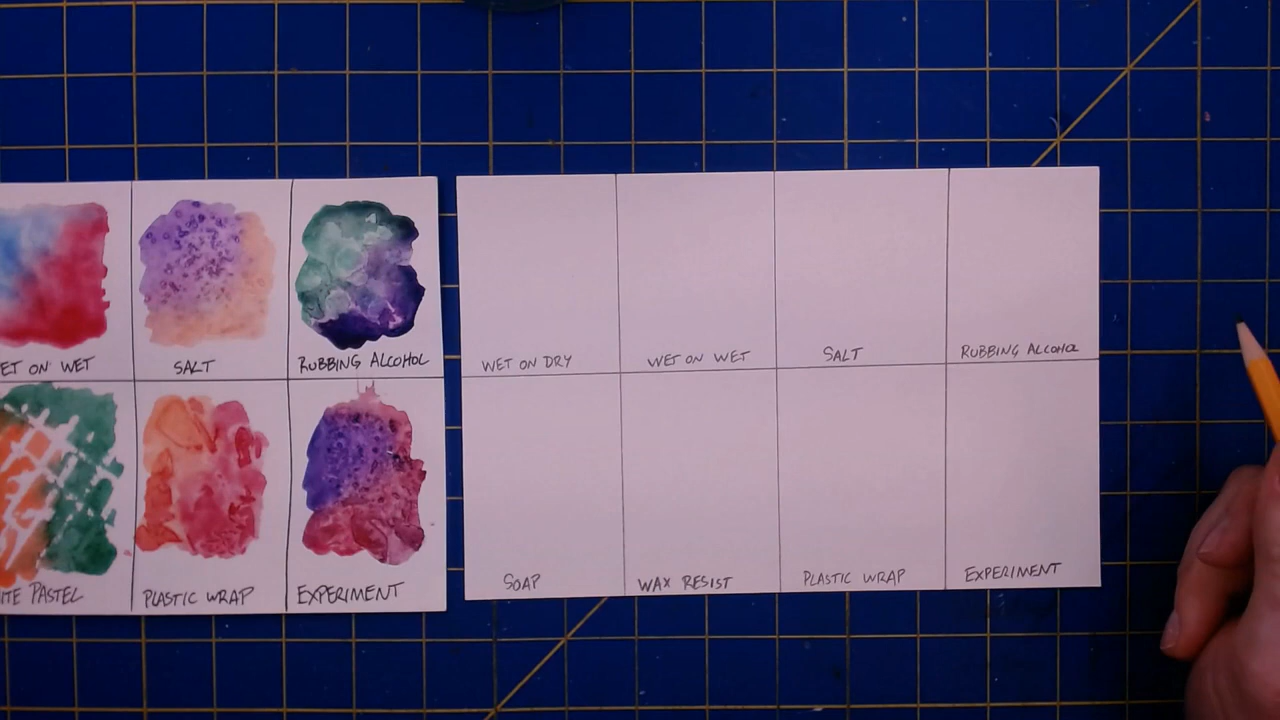 ET ON WET
SALT
RUBBING ALCOHOL
ITE PASTEL
PLASTIC WRAP
EXPERIMENT
WET ON DRY
WET ON WET
SALT
RUBBING ALCOHOL
SOAP
WAX RESIST
PLASTIC WRAP
EXPERIMENT